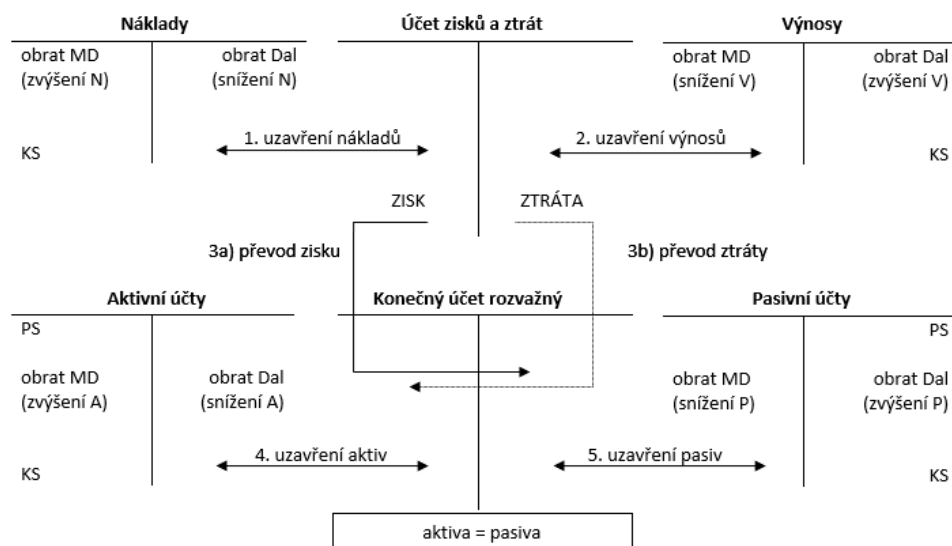 Náklady
Účet zisků a ztrát
Výnosy
obrat MD
(zvýšení N)
obrat Dal
(snížení N)
obrat MD
(snížení V)
obrat Dal
(zvýšení V)
KS
1. uzavření nákladů
2. uzavření výnosů
KS
ZISK
ZTRÁTA
3a) převod zisku
3b) převod ztráty
Aktivní účty
Konečný účet rozvažný
Pasivní účty
PS
PS
obrat MD
(zvýšení A)
obrat Dal
(snížení A)
obrat MD
(snížení P)
obrat Dal
(zvýšení P)
KS
4. uzavření aktiv
5. uzavření pasiv
KS
aktiva = pasiva